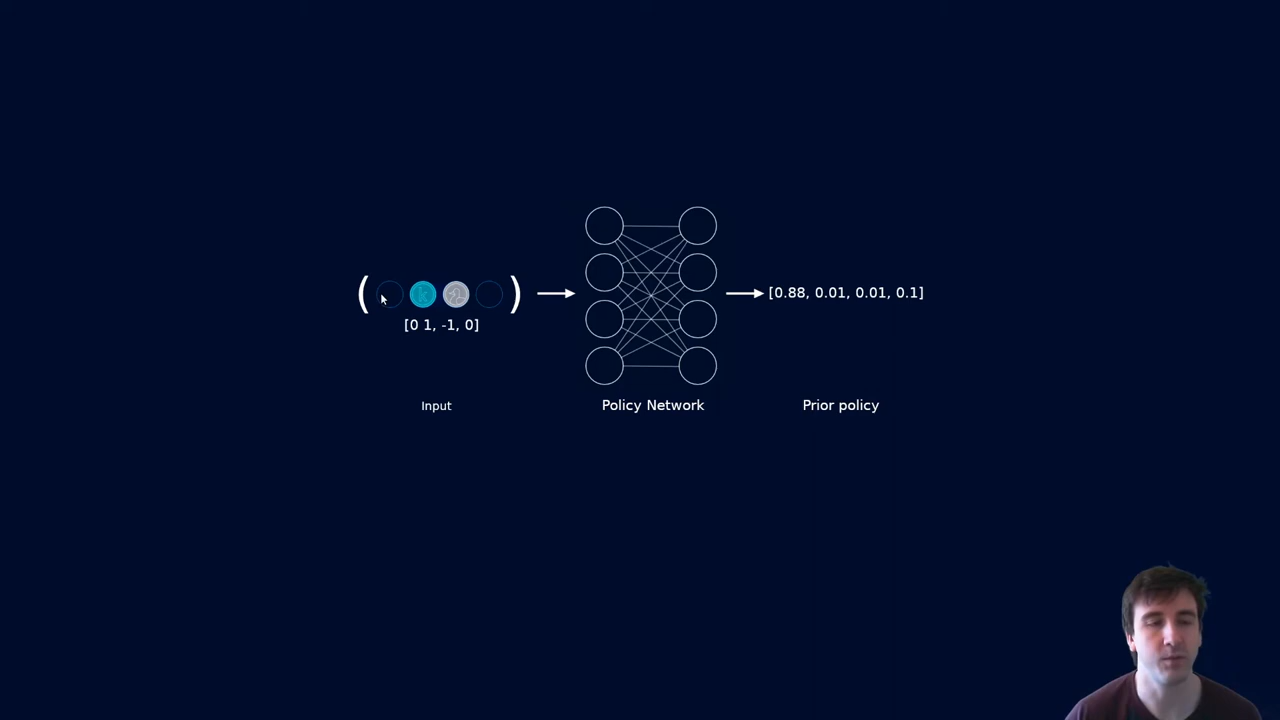 ( k )
[0 1, -1, 0]
[0.88, 0.01, 0.01, 0.1]
Input
Policy Network
Prior policy